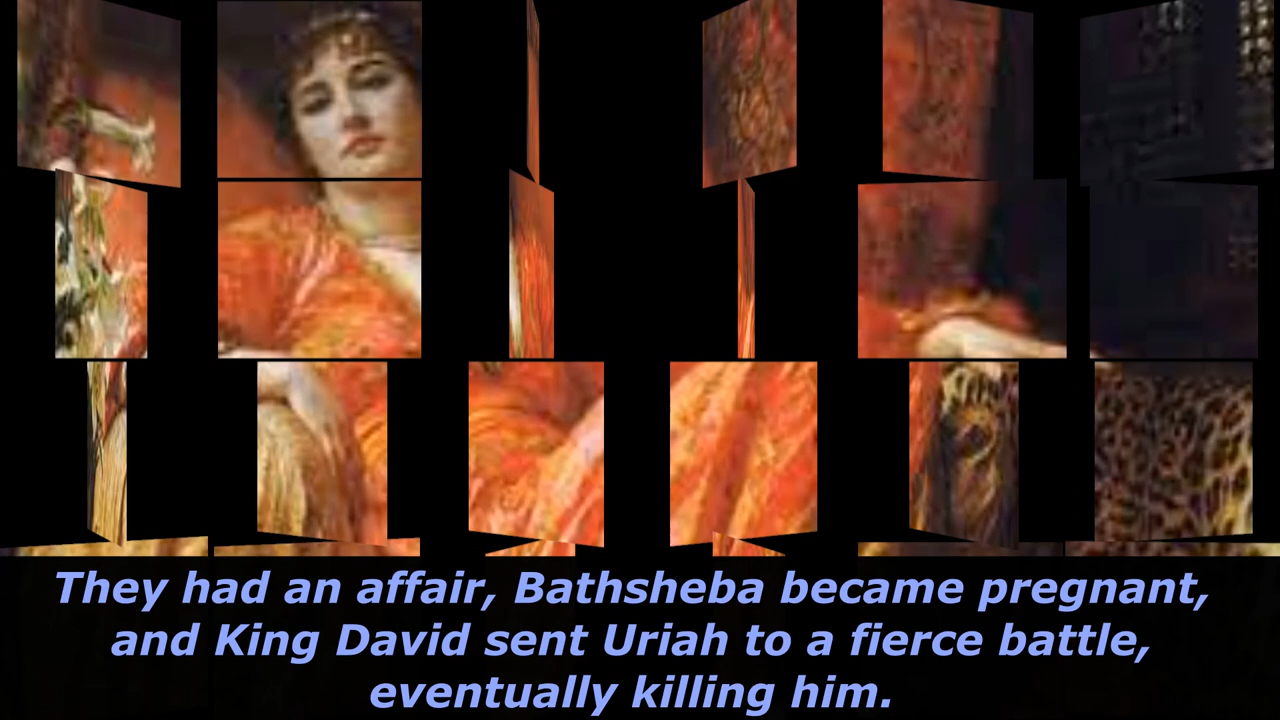 They had an affair, Bathsheba became pregnant,
and King David sent Uriah to a fierce battle,
eventually killing him.